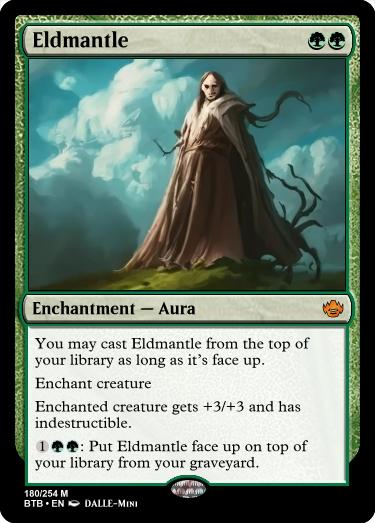 Eldmantle
Enchantment — Aura
You may cast Eldmantle from the top of
your library as long as it's face up.
Enchant creature
Enchanted creature gets +3/+3 and has
indestructible.
1: Put Eldmantle face up on top of
your library from your graveyard.
180/254 M
BTB • EN DALLE-Mini